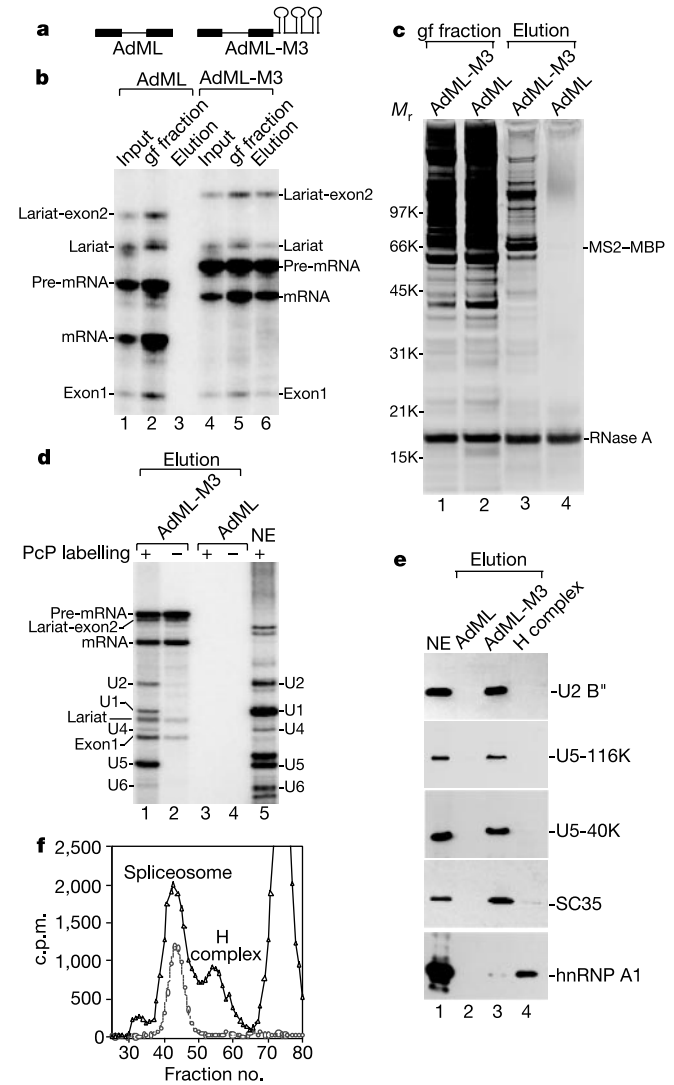 a
AdML
AdML-M3
b
AdML
AdML-M3
Input
gf fraction
Elution
Input
gf fraction
Elution
Lariat-exon2
Lariat
Pre-mRNA
mRNA
Exon1
Lariat-exon2
Lariat
Pre-mRNA
mRNA
Exon1
1 2 3 4 5 6
c
gf fraction
Elution
AdML-M3
AdML
AdML-M3
AdML
Mr
97K
66K
45K
31K
21K
15K
MS2–MBP
RNase A
1 2 3 4
d
Elution
AdML-M3
AdML
NE
PcP labelling + − + − +
Pre-mRNA
Lariat-exon2
mRNA
U2
U1
Lariat
U4
Exon1
U5
U6
U2
U1
U4
U5
U6
1 2 3 4 5
e
Elution
NE
AdML
AdML-M3
H complex
U2 B"
U5-116K
U5-40K
SC35
hnRNP A1
1 2 3 4
f
2,500
2,000
1,500
1,000
500
0
c.p.m.
Spliceosome
H
complex
30 40 50 60 70 80
Fraction no.